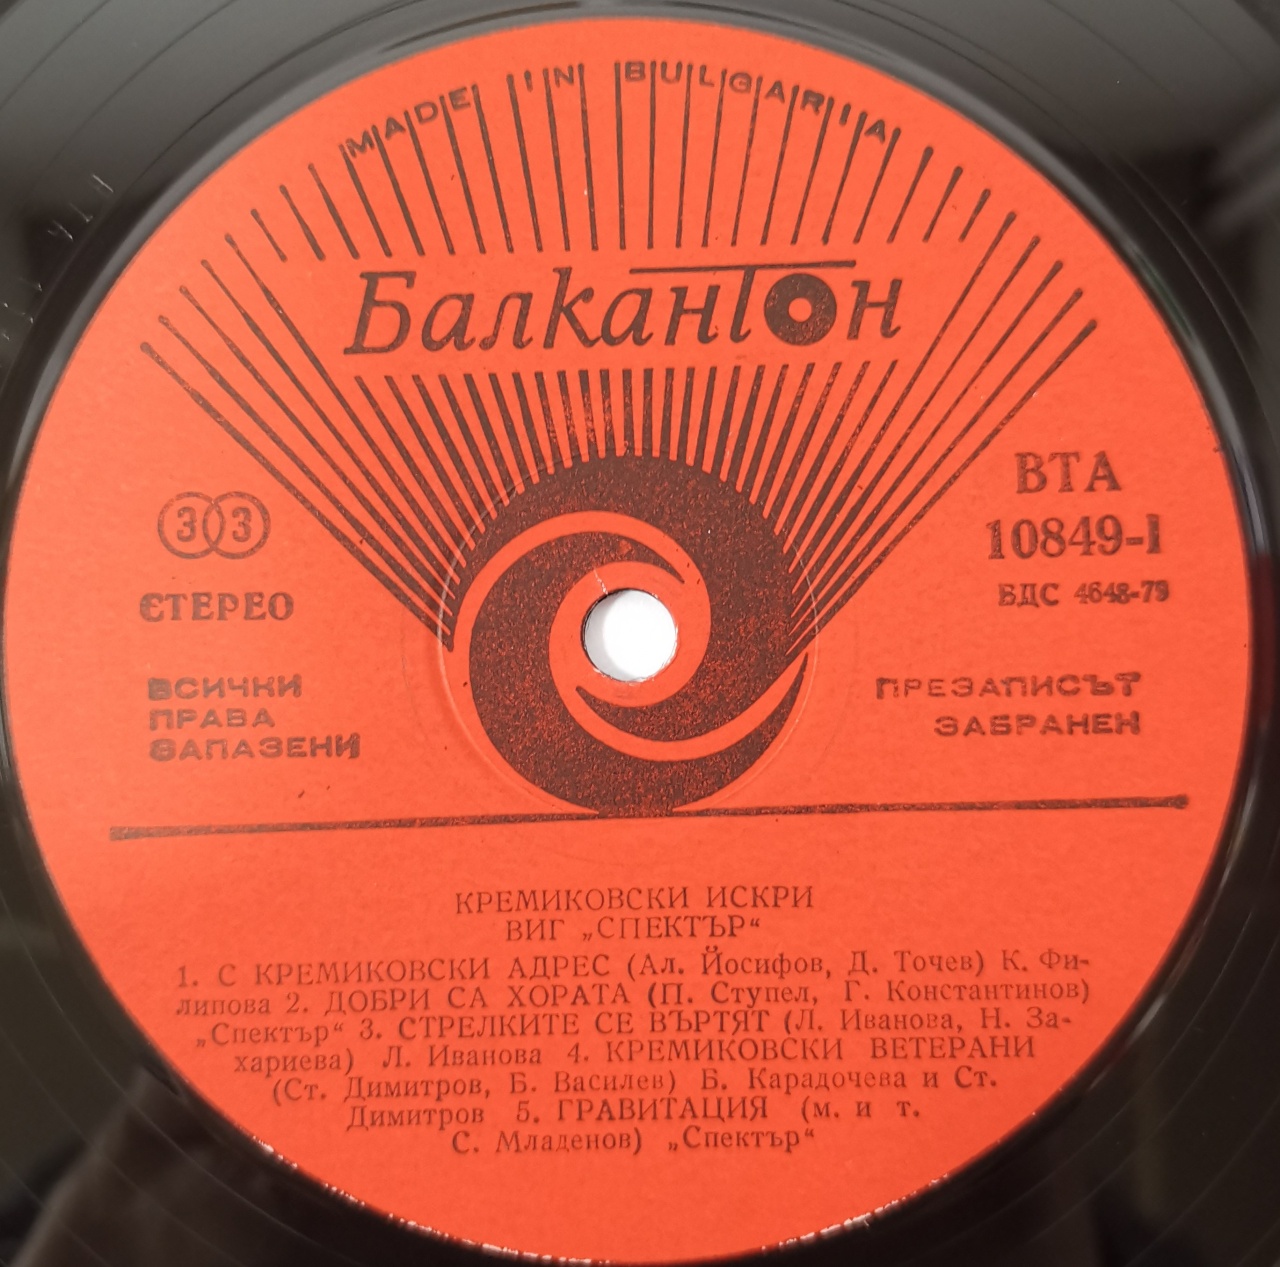 MADE IN BULGARIA
Балкантон
33
СТЕРЕО
ВСИЧКИ
ПРАВА
ЗАПАЗЕНИ
ВТА
10849-I
БДС 4648-79
ПРЕЗАПИСЪТ
ЗАБРАНЕН
КРЕМИКОВСКИ ИСКРИ
ВИГ „СПЕКТЪР“
1. С КРЕМИКОВСКИ АДРЕС (Ал. Йосифов, Д. Точев) К. Фи-
липова 2. ДОБРИ СА ХОРАТА (П. Ступел, Г. Константинов)
„Спектър“ 3. СТРЕЛКИТЕ СЕ ВЪРТЯТ (Л. Иванова, Н. За-
хариева) Л. Иванова 4. КРЕМИКОВСКИ ВЕТЕРАНИ
(Ст. Димитров, Б. Василев) Б. Карадочева и Ст.
Димитров 5. ГРАВИТАЦИЯ (м. и т.
С. Младенов) „Спектър“